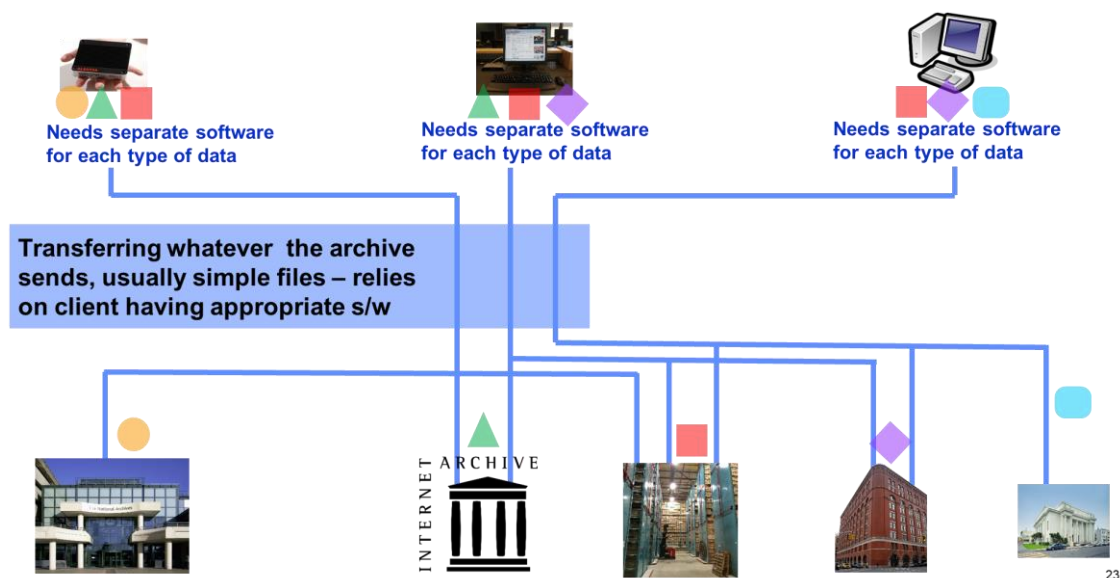 Needs separate software
for each type of data
Needs separate software
for each type of data
Needs separate software
for each type of data
Transferring whatever the archive
sends, usually simple files – relies
on client having appropriate s/w
INTERNET
ARCHIVE
23